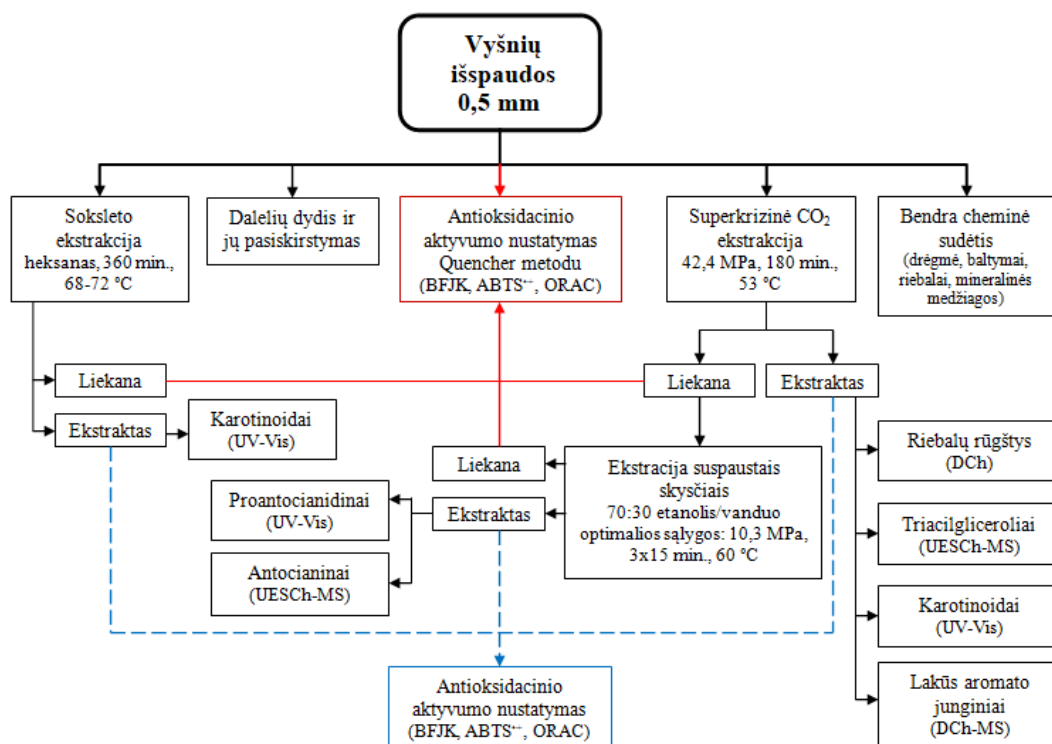 Vyšnių
išspaudos
0,5 mm
Soksleto
ekstrakcija
heksanas, 360 min.,
68-72 °C
Dalelių dydis ir
jų pasiskirstymas
Antioksidacinio
aktyvumo nustatymas
Quencher metodu
(BFJK, ABTS•+, ORAC)
Superkrizinė CO₂
ekstrakcija
42,4 MPa, 180 min.,
53 °C
Bendra cheminė
sudėtis
(drėgmė, baltymai,
riebalai, mineralinės
medžiagos)
Liekana
Ekstraktas
Karotinoidai
(UV-Vis)
Liekana
Ekstraktas
Liekana
Ekstraktas
Ekstracija suspaustais
skysčiais
70:30 etanolis/vanduo
optimalios sąlygos: 10,3 MPa,
3x15 min., 60 °C
Proantocianidinai
(UV-Vis)
Antocianinai
(UESCh-MS)
Riebalų rūgštys
(DCh)
Triacilgliceroliai
(UESCh-MS)
Karotinoidai
(UV-Vis)
Lakūs aromato
junginiai
(DCh-MS)
Antioksidacinio
aktyvumo nustatymas
(BFJK, ABTS•+, ORAC)